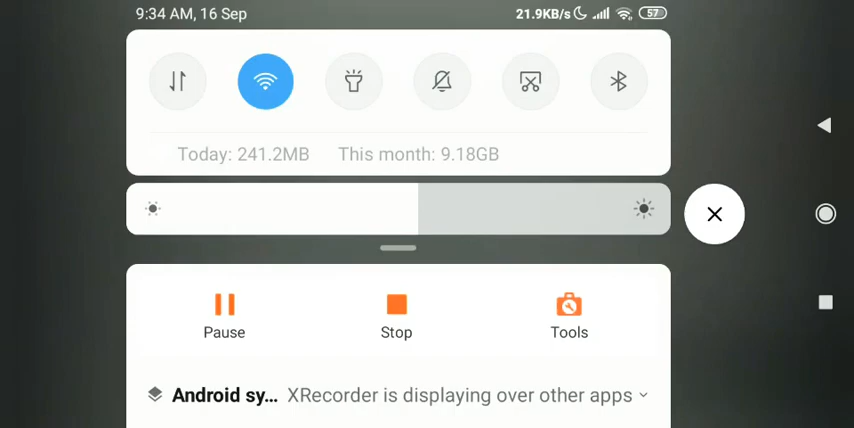 9:34 AM, 16 Sep 21.9KB/s 57
Today: 241.2MB This month: 9.18GB
Pause Stop Tools
Android sy... XRecorder is displaying over other apps